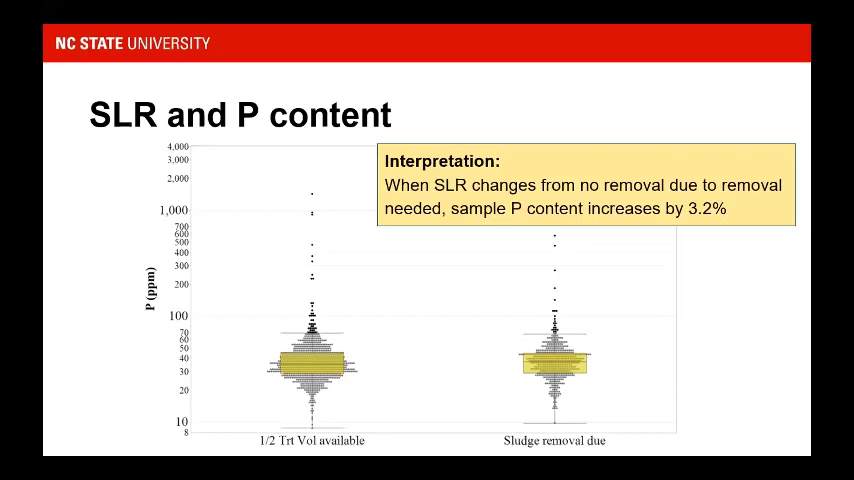 NC STATE UNIVERSITY
SLR and P content
Interpretation:
When SLR changes from no removal due to removal
needed, sample P content increases by 3.2%
P (ppm)
4,000
3,000
2,000
1,000
700
600
500
400
300
200
100
70
60
50
40
30
20
10
8
1/2 Trt Vol available
Sludge removal due